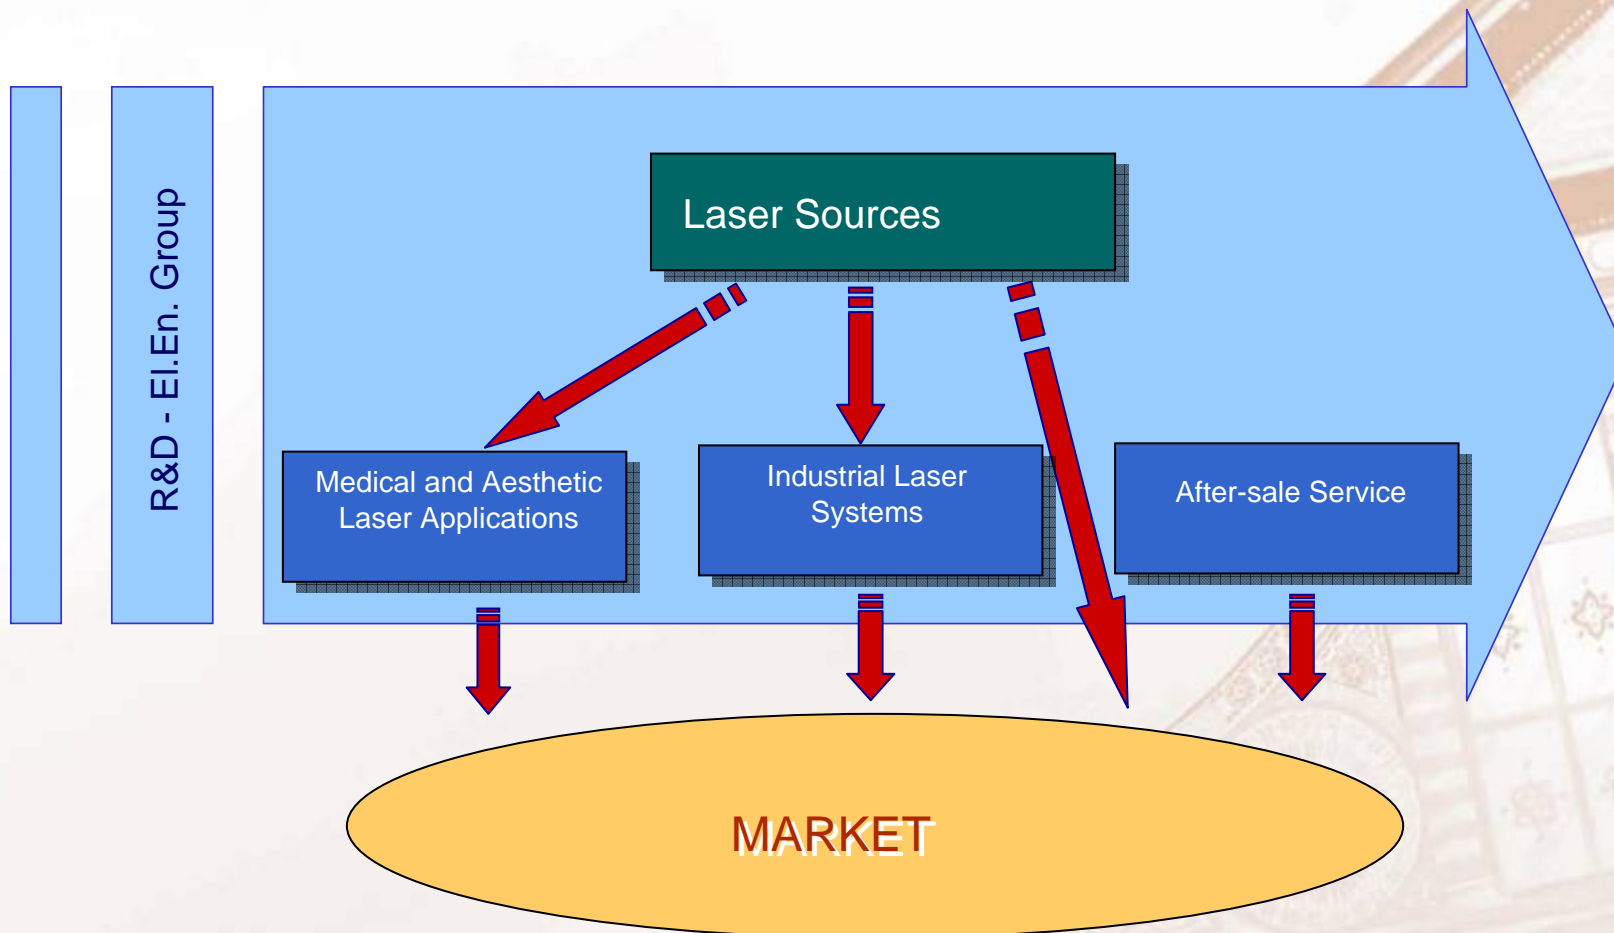 R&D - El.En. Group
Laser Sources
Medical and Aesthetic
Laser Applications
Industrial Laser
Systems
After-sale Service
MARKET